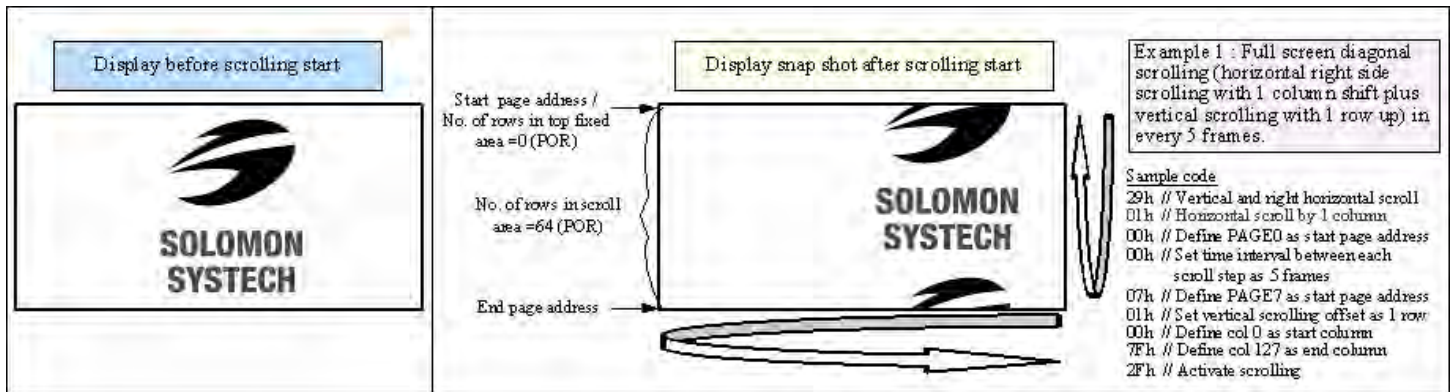 Display before scrolling start
SOLOMON
SYSTECH
Display snap shot after scrolling start
Start page address /
No. of rows in top fixed
area =0 (POR)
No. of rows in scroll
area =64 (POR)
End page address
SOLOMON
SYSTECH
Example 1 : Full screen diagonal
scrolling (horizontal right side
scrolling with 1 column shift plus
vertical scrolling with 1 row up) in
every 5 frames.
Sample code
29h // Vertical and right horizontal scroll
01h // Horizontal scroll by 1 column
00h // Define PAGE0 as start page address
00h // Set time interval between each
scroll step as 5 frames
07h // Define PAGE7 as start page address
01h // Set vertical scrolling offset as 1 row
00h // Define col 0 as start column
7Fh // Define col 127 as end column
2Fh // Activate scrolling